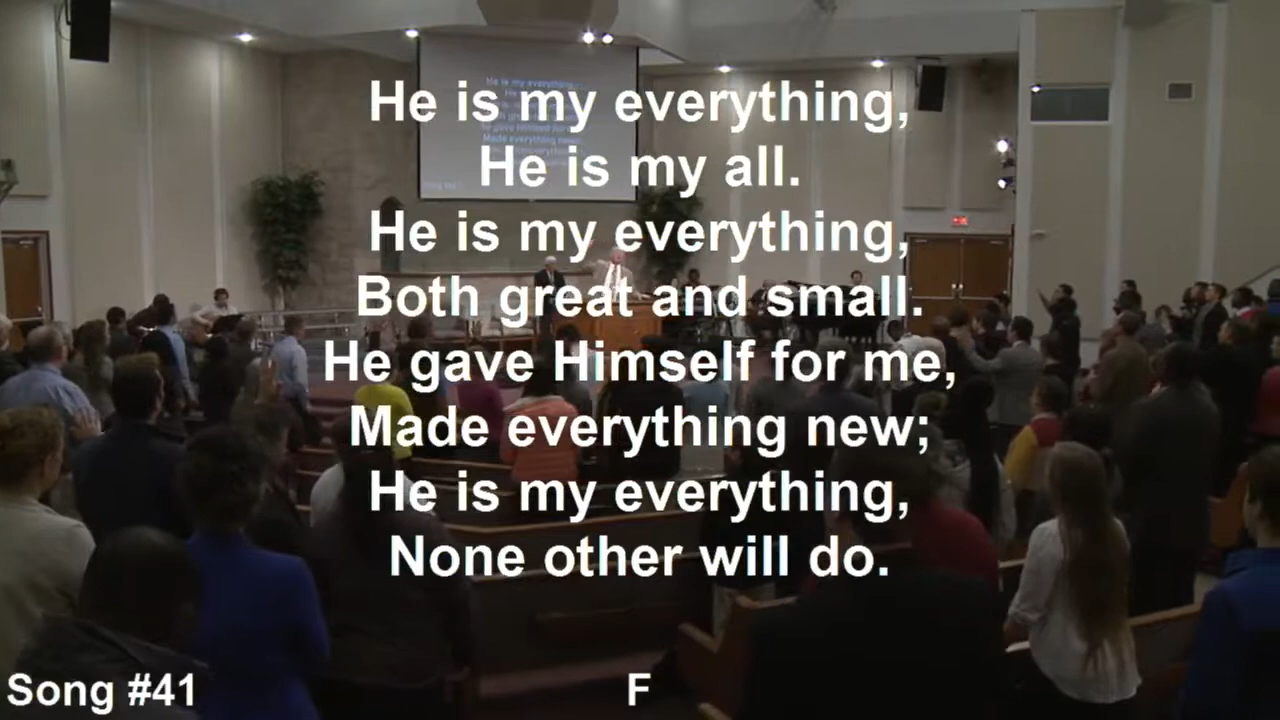 He is my everything,
He is my all.
He is my everything,
Both great and small.
He gave Himself for me,
Made everything new;
He is my everything,
None other will do.
Song #41
F